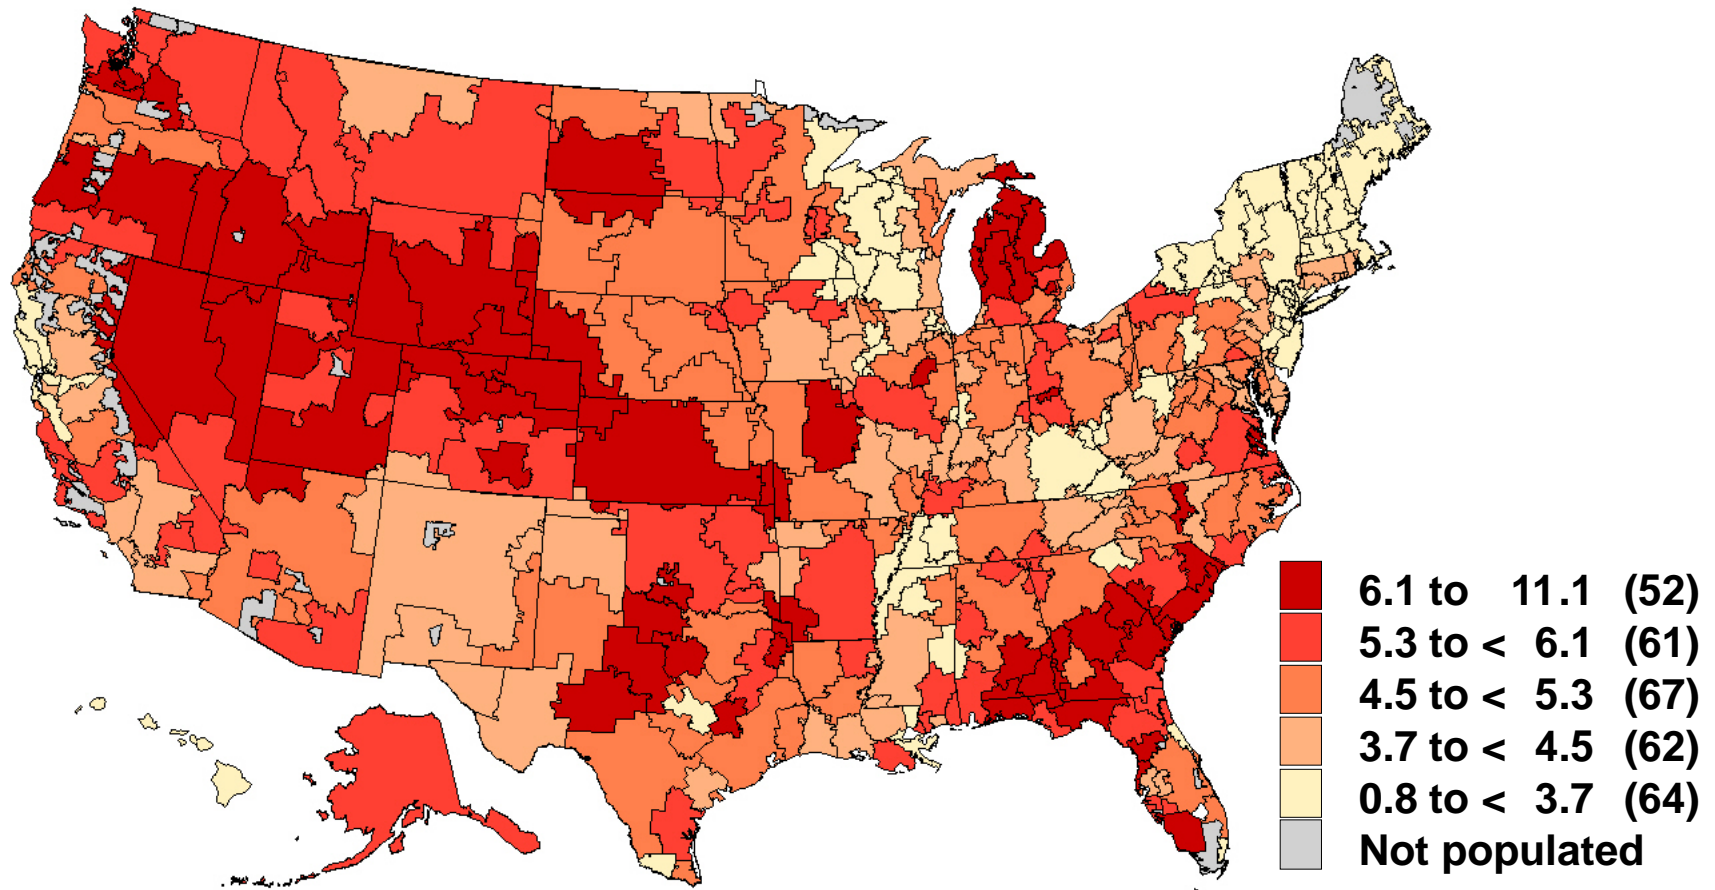 6.1 to 11.1 (52)
5.3 to < 6.1 (61)
4.5 to < 5.3 (67)
3.7 to < 4.5 (62)
0.8 to < 3.7 (64)
Not populated